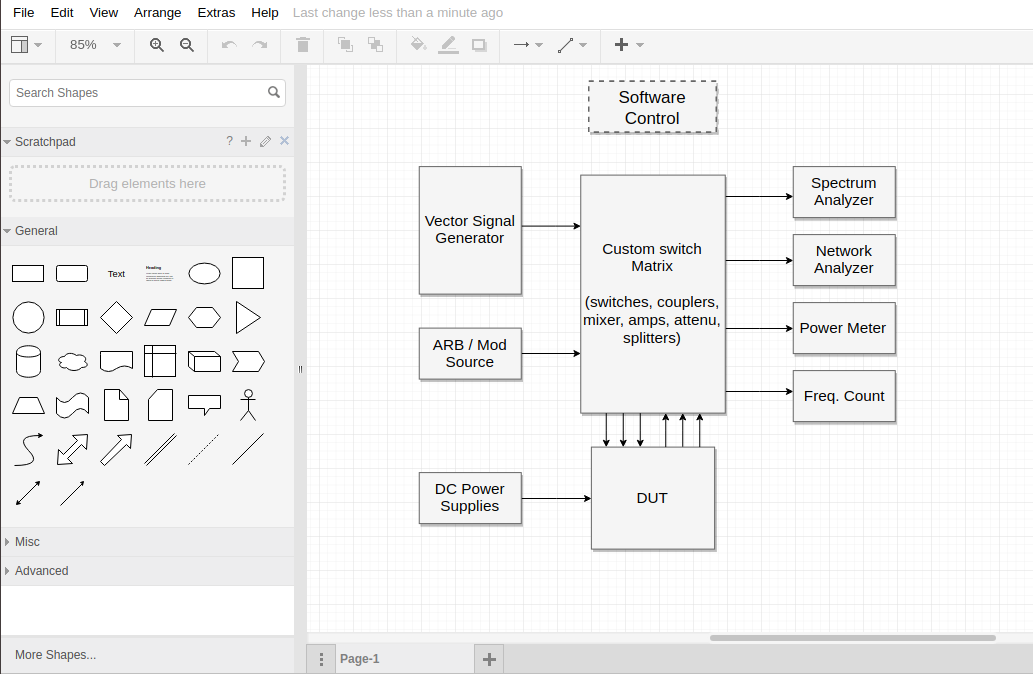 File Edit View Arrange Extras Help Last change less than a minute ago
85%
Search Shapes
Scratchpad
?
Drag elements here
General
Text
Heading
Misc
Advanced
More Shapes...
Software
Control
Vector Signal
Generator
ARB / Mod
Source
DC Power
Supplies
Custom switch
Matrix
(switches, couplers,
mixer, amps, attenu,
splitters)
DUT
Spectrum
Analyzer
Network
Analyzer
Power Meter
Freq. Count
Page-1